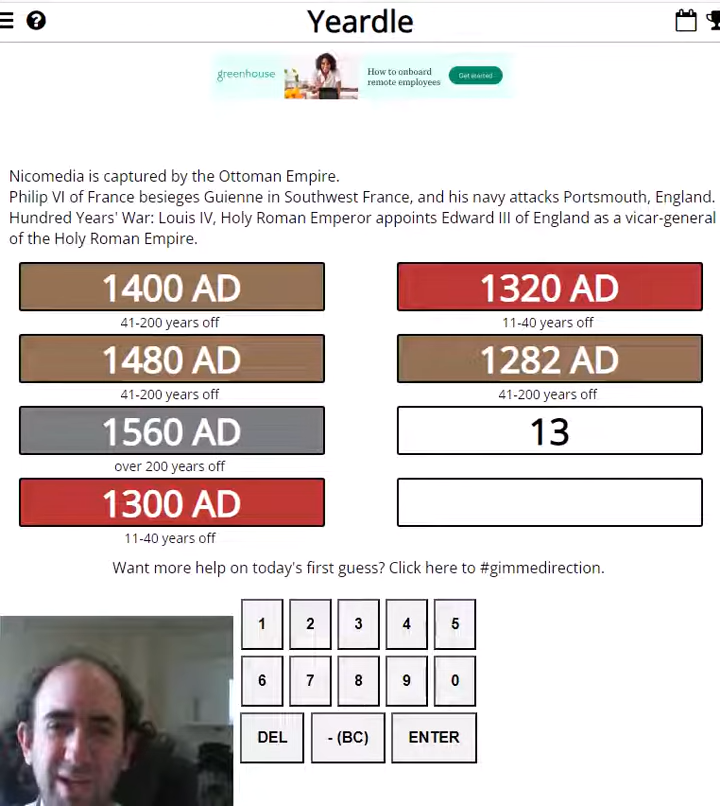 Yeardle
greenhouse
How to onboard
remote employees
Get started
Nicomedia is captured by the Ottoman Empire.
Philip VI of France besieges Guienne in Southwest France, and his navy attacks Portsmouth, England.
Hundred Years' War: Louis IV, Holy Roman Emperor appoints Edward III of England as a vicar-general
of the Holy Roman Empire.
1400 AD
41-200 years off
1480 AD
41-200 years off
1560 AD
over 200 years off
1300 AD
11-40 years off
1320 AD
11-40 years off
1282 AD
41-200 years off
13
Want more help on today's first guess? Click here to #gimmedirection.
1 2 3 4 5
6 7 8 9 0
DEL - (BC) ENTER